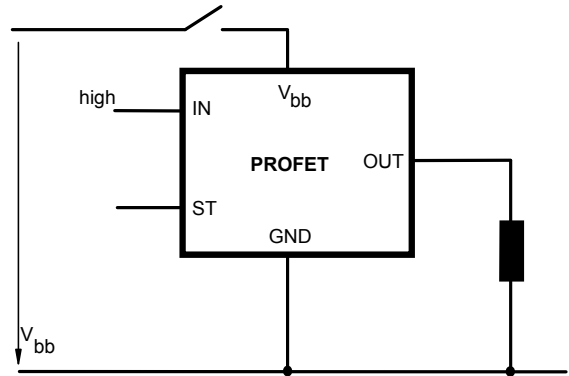 high
IN
Vbb
PROFET
OUT
ST
GND
Vbb